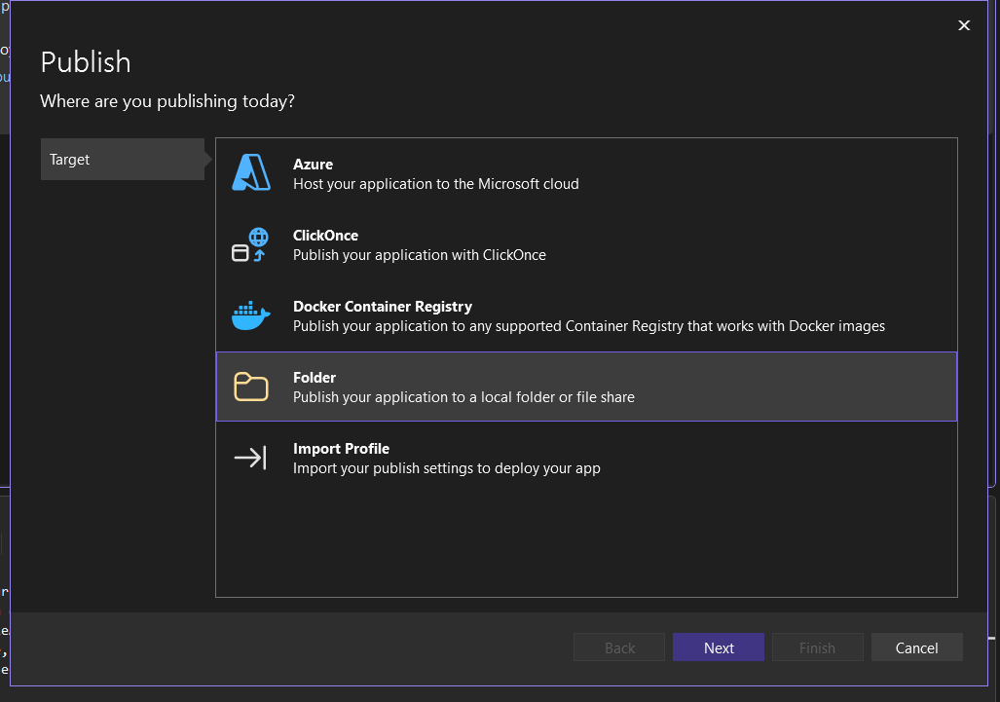 Publish
Where are you publishing today?
Target
Azure
Host your application to the Microsoft cloud
ClickOnce
Publish your application with ClickOnce
Docker Container Registry
Publish your application to any supported Container Registry that works with Docker images
Folder
Publish your application to a local folder or file share
Import Profile
Import your publish settings to deploy your app
Back
Next
Finish
Cancel